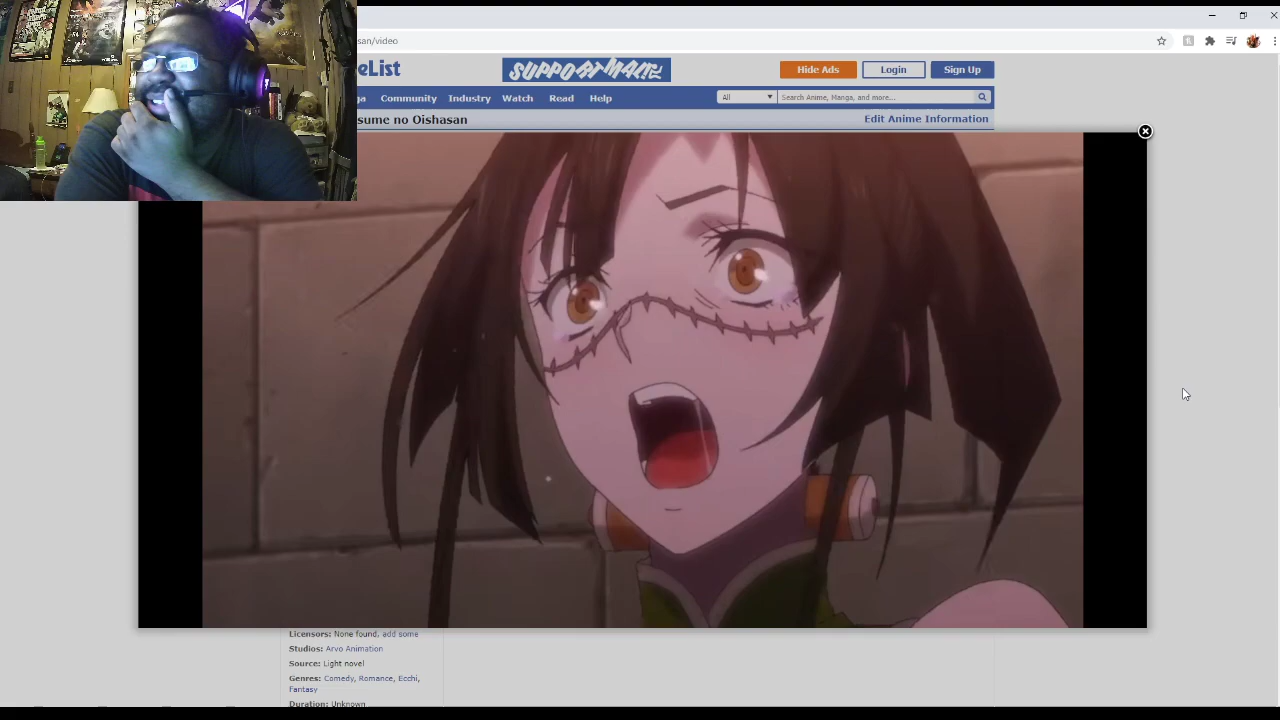 san/video
eList
SUPPORT MAL
Hide Ads
Login
Sign Up
ga Community Industry Watch Read Help
All
Search Anime, Manga, and more...
sume no Oishasan
Edit Anime Information
Licensors: None found, add some
Studios: Arvo Animation
Source: Light novel
Genres: Comedy, Romance, Ecchi,
Fantasy
Duration: Unknown